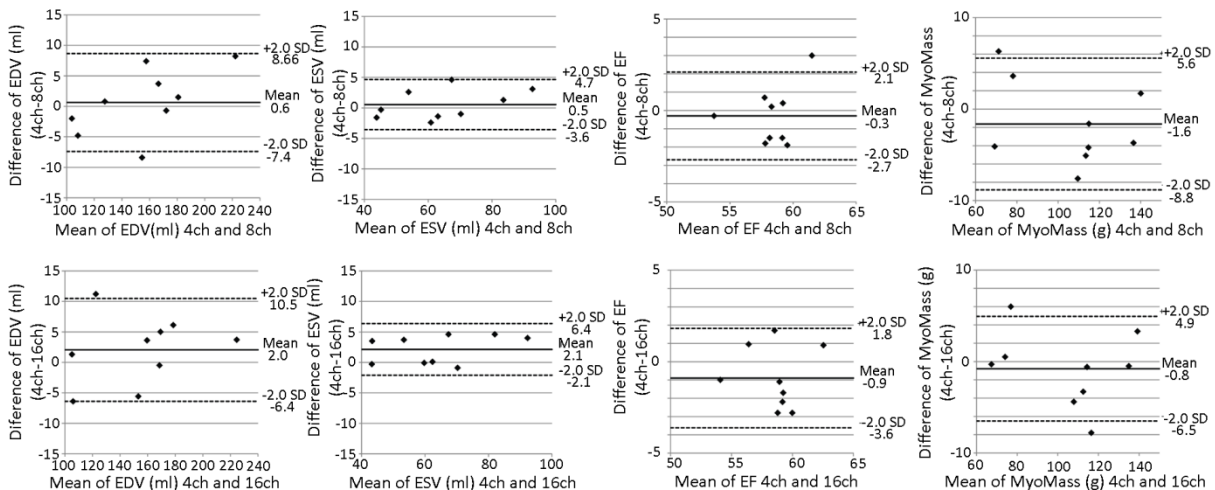 Difference of EDV (ml)
(4ch-8ch)
15
10
5
0
-5
-10
-15
100 120 140 160 180 200 220 240
+2.0 SD
8.66
Mean
0.6
-2.0 SD
-7.4
Mean of EDV(ml) 4ch and 8ch
Difference of ESV (ml)
(4ch-8ch)
15
10
5
0
-5
-10
-15
40 60 80 100
+2.0 SD
4.7
Mean
0.5
-2.0 SD
-3.6
Mean of ESV (ml) 4ch and 8ch
Difference of EF
(4ch-8ch)
5
0
-5
50 55 60 65
+2.0 SD
2.1
Mean
-0.3
-2.0 SD
-2.7
Mean of EF 4ch and 8ch
Difference of MyoMass
(4ch-8ch)
10
0
-10
60 80 100 120 140
+2.0 SD
5.6
Mean
-1.6
-2.0 SD
-8.8
Mean of MyoMass (g) 4ch and 8ch
Difference of EDV (ml)
(4ch-16ch)
15
10
5
0
-5
-10
-15
100 120 140 160 180 200 220 240
+2.0 SD
10.5
Mean
2.0
-2.0 SD
-6.4
Mean of EDV (ml) 4ch and 16ch
Difference of ESV (ml)
(4ch-16ch)
15
10
5
0
-5
-10
-15
40 60 80 100
+2.0 SD
6.4
Mean
2.1
-2.0 SD
-2.1
Mean of ESV (ml) 4ch and 16ch
Difference of EF
(4ch-16ch)
5
0
-5
50 55 60 65
+2.0 SD
1.8
Mean
-0.9
-2.0 SD
-3.6
Mean of EF 4ch and 16ch
Difference of MyoMass (g)
(4ch-16ch)
10
0
-10
60 80 100 120 140
+2.0 SD
4.9
Mean
-0.8
-2.0 SD
-6.5
Mean of MyoMass (g) 4ch and 16ch